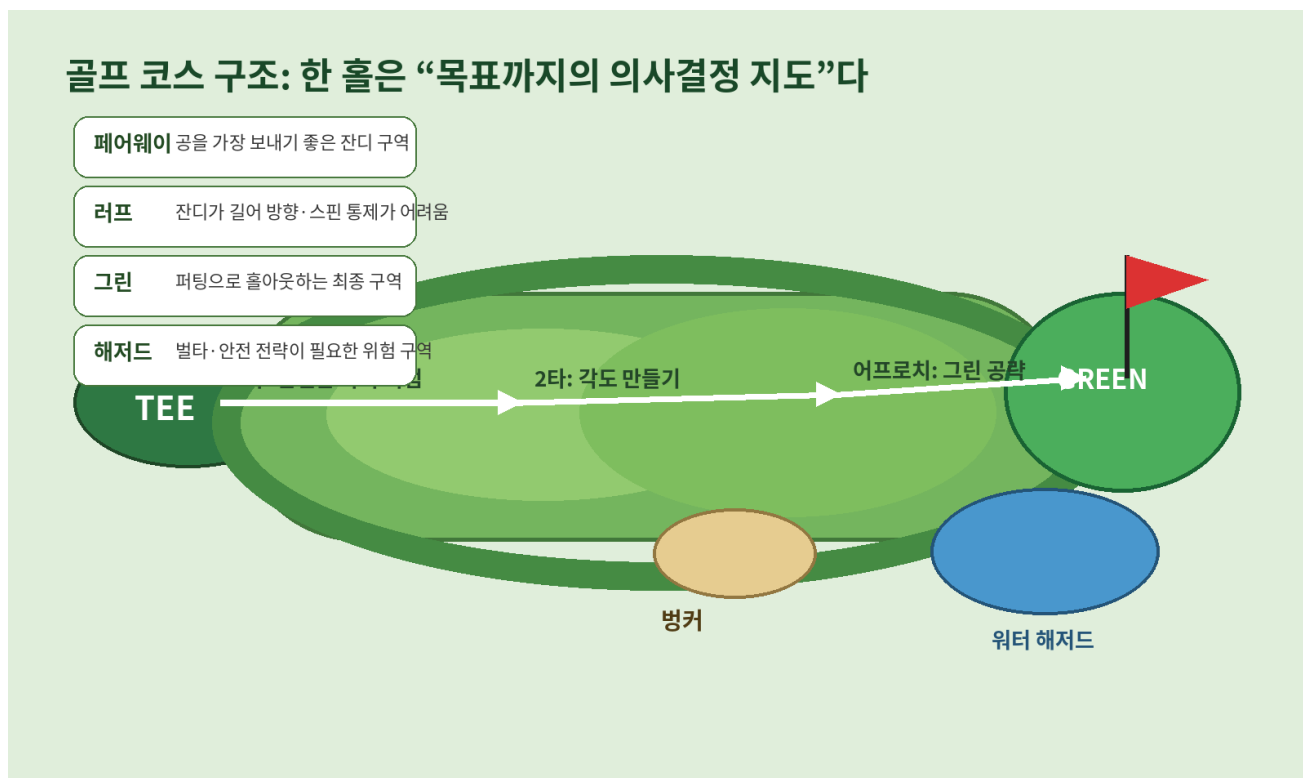 골프 코스 구조: 한 홀은 “목표까지의 의사결정 지도”다
페어웨이 공을 가장 보내기 좋은 잔디 구역
러프 잔디가 길어 방향·스핀 통제가 어려움
그린 퍼팅으로 홀아웃하는 최종 구역
해저드 벌타·안전 전략이 필요한 위험 구역
2타: 각도 만들기
어프로치: 그린 공략
TEE
GREEN
벙커
워터 해저드